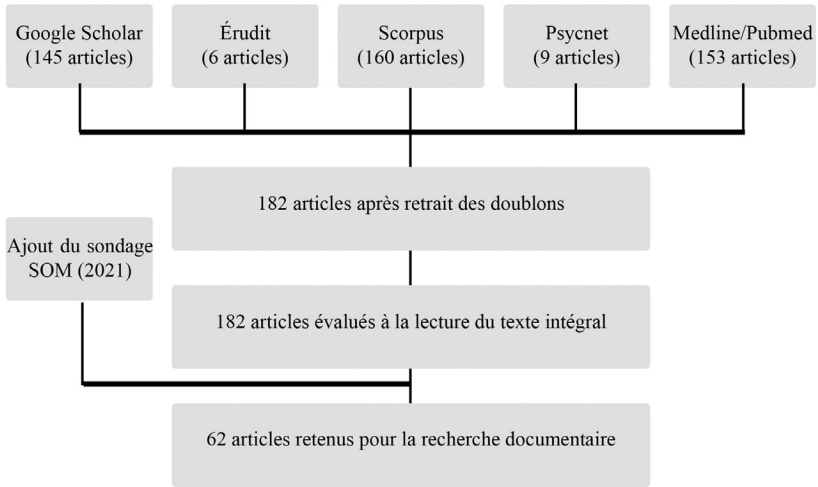 Google Scholar
(145 articles)
Érudit
(6 articles)
Scorpus
(160 articles)
Psycnet
(9 articles)
Medline/Pubmed
(153 articles)
182 articles après retrait des doublons
Ajout du sondage
SOM (2021)
182 articles évalués à la lecture du texte intégral
62 articles retenus pour la recherche documentaire